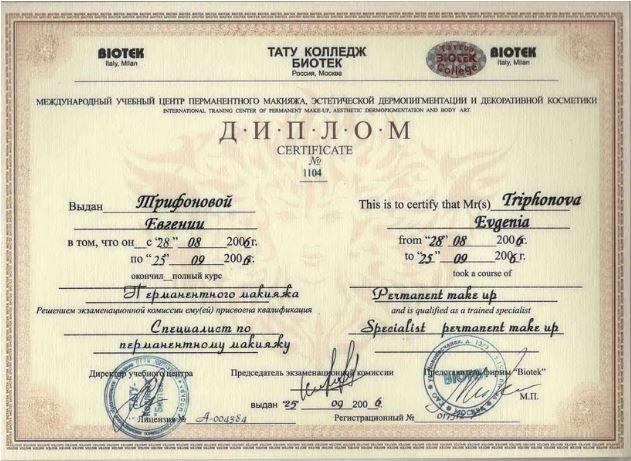 BIOTEK
Italy, Milan
ТАТУ КОЛЛЕДЖ
БИОТЕК
Россия, Москва
Tattoo
BIOTEK
College
BIOTEK
Italy, Milan
МЕЖДУНАРОДНЫЙ УЧЕБНЫЙ ЦЕНТР ПЕРМАНЕНТНОГО МАКИЯЖА, ЭСТЕТИЧЕСКОЙ ДЕРМОПИГМЕНТАЦИИ И ДЕКОРАТИВНОЙ КОСМЕТИКИ
INTERNATIONAL TRANING CENTER OF PERMANENT MAKE-UP, AESTHETIC DERMOPIGMENTATION AND BODY ART.
Д·И·П·Л·О·М
CERTIFICATE
№
1104
Выдан Трифоновой
Евгении
в том, что он с "28" 08 2006 г.
по "25" 09 2006 г.
окончил полный курс
Перманентного макияжа
Решением экзаменационной комиссии ему(ей) присвоена квалификация
Специалист по
перманентному макияжу
This is to certify that Mr(s) Triphonova
Evgenia
from "28" 08 2006
to "25" 09 2006 г.
took a course of
Permanent make up
and is qualified as a trained specialist
Specialist permanent make up
Директор учебного центра
Председатель экзаменационной комиссии
Представитель фирмы "Biotek"
М.П.
выдан "25" 09 2006
Лицензия № А-004384
Регистрационный №
BIOTEK
МОСКВА